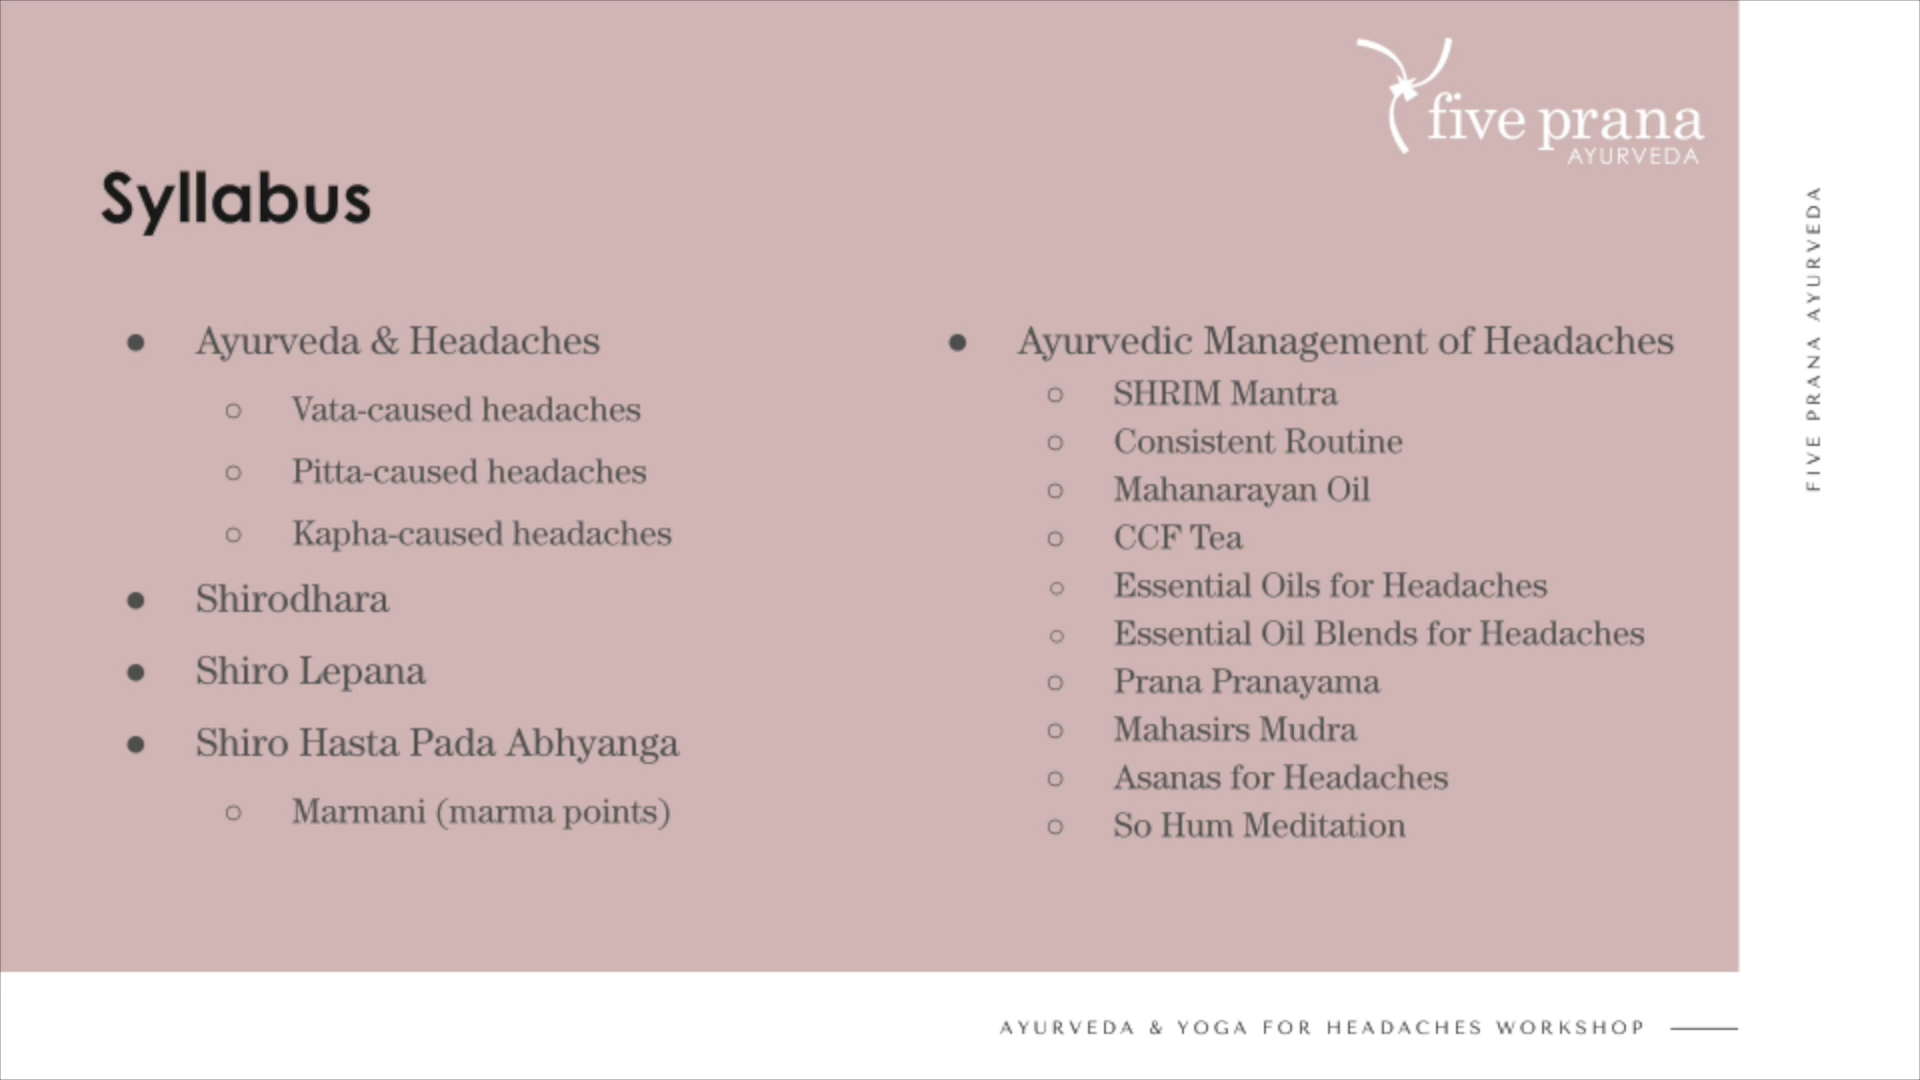 five prana
AYURVEDA
Syllabus
● Ayurveda & Headaches
○ Vata-caused headaches
○ Pitta-caused headaches
○ Kapha-caused headaches
● Shirodhara
● Shiro Lepana
● Shiro Hasta Pada Abhyanga
○ Marmani (marma points)
● Ayurvedic Management of Headaches
○ SHRIM Mantra
○ Consistent Routine
○ Mahanarayan Oil
○ CCF Tea
○ Essential Oils for Headaches
○ Essential Oil Blends for Headaches
○ Prana Pranayama
○ Mahasirs Mudra
○ Asanas for Headaches
○ So Hum Meditation
FIVE PRANA AYURVEDA
AYURVEDA & YOGA FOR HEADACHES WORKSHOP